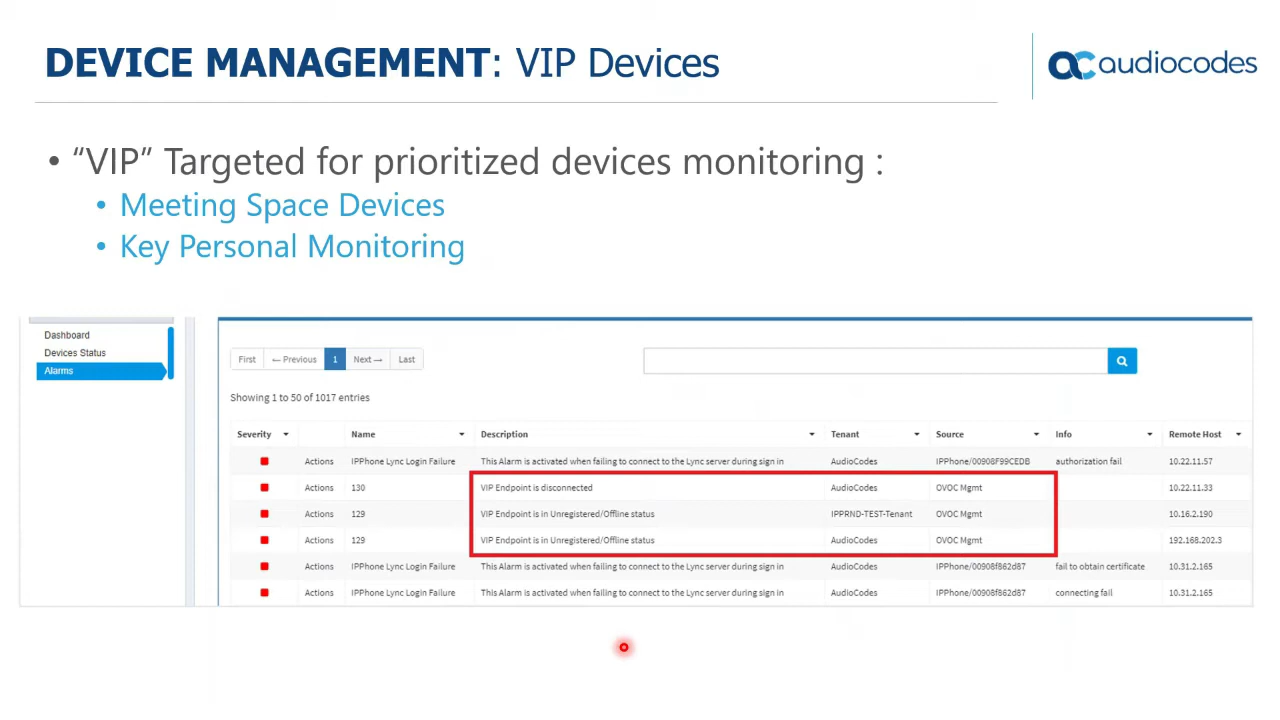 DEVICE MANAGEMENT: VIP Devices
audiocodes
• “VIP” Targeted for prioritized devices monitoring :
• Meeting Space Devices
• Key Personal Monitoring
Dashboard
Devices Status
Alarms
First ← Previous 1 Next → Last
Showing 1 to 50 of 1017 entries
Severity Name Description Tenant Source Info Remote Host
Actions IPPhone Lync Login Failure This Alarm is activated when failing to connect to the Lync server during sign in AudioCodes IPPhone/00908F99CEDB authorization fail 10.22.11.57
Actions 130 VIP Endpoint is disconnected AudioCodes OVOC Mgmt 10.22.11.33
Actions 129 VIP Endpoint is in Unregistered/Offline status IPPRND-TEST-Tenant OVOC Mgmt 10.16.2.190
Actions 129 VIP Endpoint is in Unregistered/Offline status AudioCodes OVOC Mgmt 192.168.202.3
Actions IPPhone Lync Login Failure This Alarm is activated when failing to connect to the Lync server during sign in AudioCodes IPPhone/00908f862d87 fail to obtain certificate 10.31.2.165
Actions IPPhone Lync Login Failure This Alarm is activated when failing to connect to the Lync server during sign in AudioCodes IPPhone/00908f862d87 connecting fail 10.31.2.165